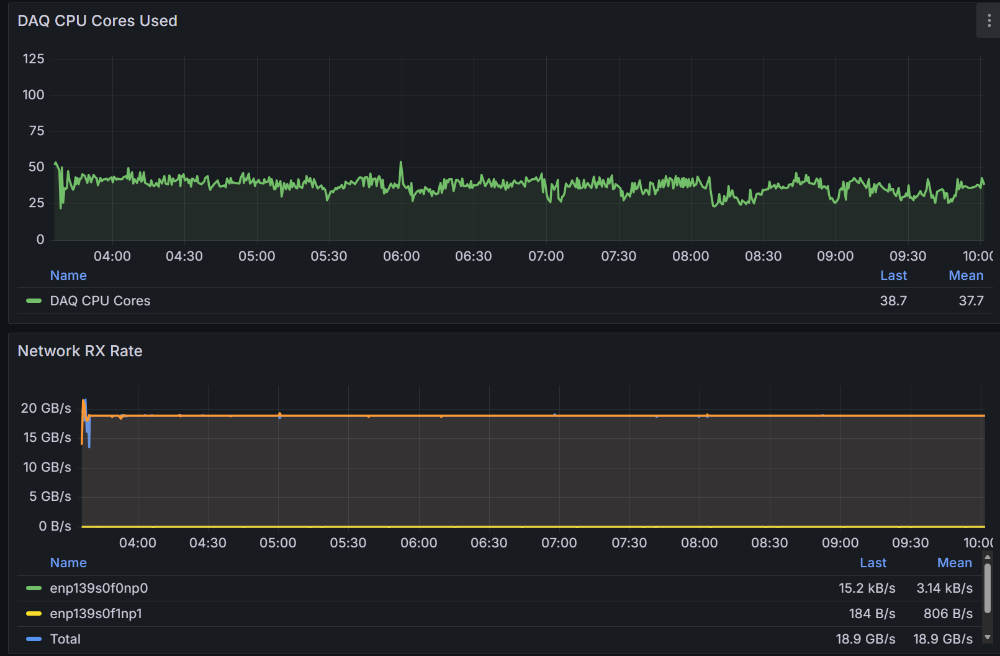 DAQ CPU Cores Used
125
100
75
50
25
0
04:00 04:30 05:00 05:30 06:00 06:30 07:00 07:30 08:00 08:30 09:00 09:30 10:00
Name Last Mean
DAQ CPU Cores 38.7 37.7
Network RX Rate
20 GB/s
15 GB/s
10 GB/s
5 GB/s
0 B/s
04:00 04:30 05:00 05:30 06:00 06:30 07:00 07:30 08:00 08:30 09:00 09:30 10:00
Name Last Mean
enp139s0f0np0 15.2 kB/s 3.14 kB/s
enp139s0f1np1 184 B/s 806 B/s
Total 18.9 GB/s 18.9 GB/s